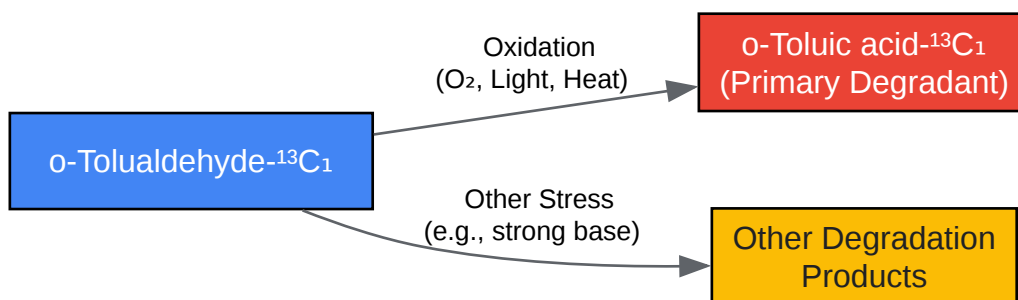 o-Tolualdehyde-¹³C₁
Oxidation
(O₂, Light, Heat)
o-Toluic acid-¹³C₁
(Primary Degradant)
Other Stress
(e.g., strong base)
Other Degradation
Products